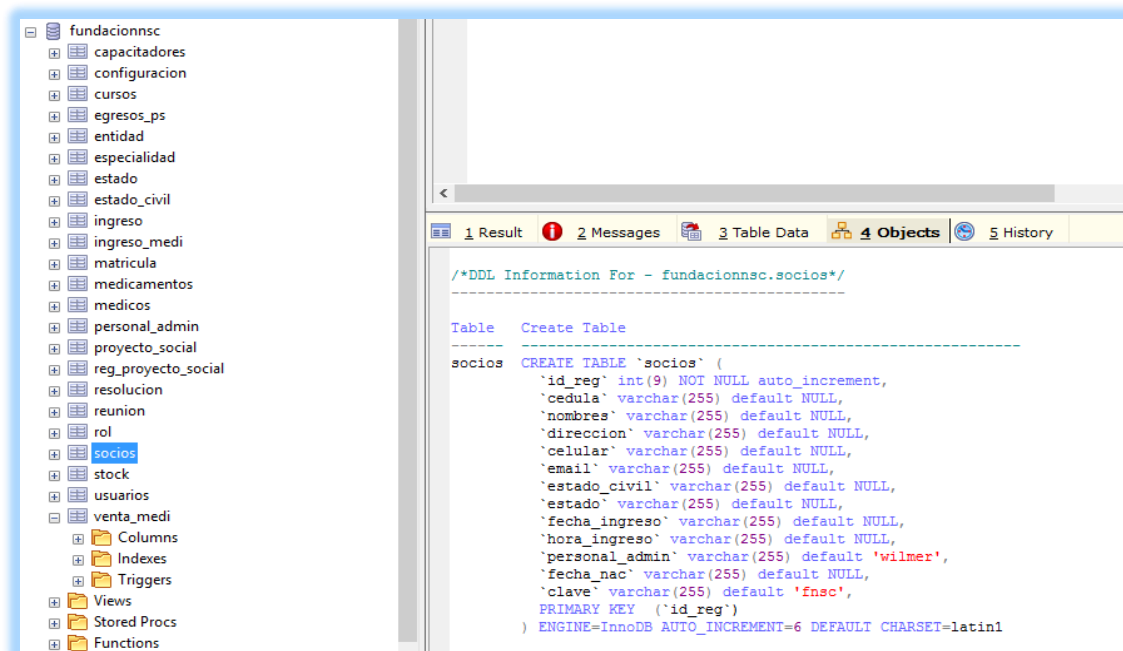 fundacionnsc
capacitadores
configuracion
cursos
egresos_ps
entidad
especialidad
estado
estado_civil
ingreso
ingreso_medi
matricula
medicamentos
medicos
personal_admin
proyecto_social
reg_proyecto_social
resolucion
reunion
rol
socios
stock
usuarios
venta_medi
Columns
Indexes
Triggers
Views
Stored Procs
Functions
1 Result 2 Messages 3 Table Data 4 Objects 5 History
/*DDL Information For - fundacionnsc.socios*/
---------------------------------------------
Table Create Table
------ ---------------------------------------------------------
socios CREATE TABLE `socios` (
`id_reg` int(9) NOT NULL auto_increment,
`cedula` varchar(255) default NULL,
`nombres` varchar(255) default NULL,
`direccion` varchar(255) default NULL,
`celular` varchar(255) default NULL,
`email` varchar(255) default NULL,
`estado_civil` varchar(255) default NULL,
`estado` varchar(255) default NULL,
`fecha_ingreso` varchar(255) default NULL,
`hora_ingreso` varchar(255) default NULL,
`personal_admin` varchar(255) default 'wilmer',
`fecha_nac` varchar(255) default NULL,
`clave` varchar(255) default 'fnsc',
PRIMARY KEY (`id_reg`)
) ENGINE=InnoDB AUTO_INCREMENT=6 DEFAULT CHARSET=latin1